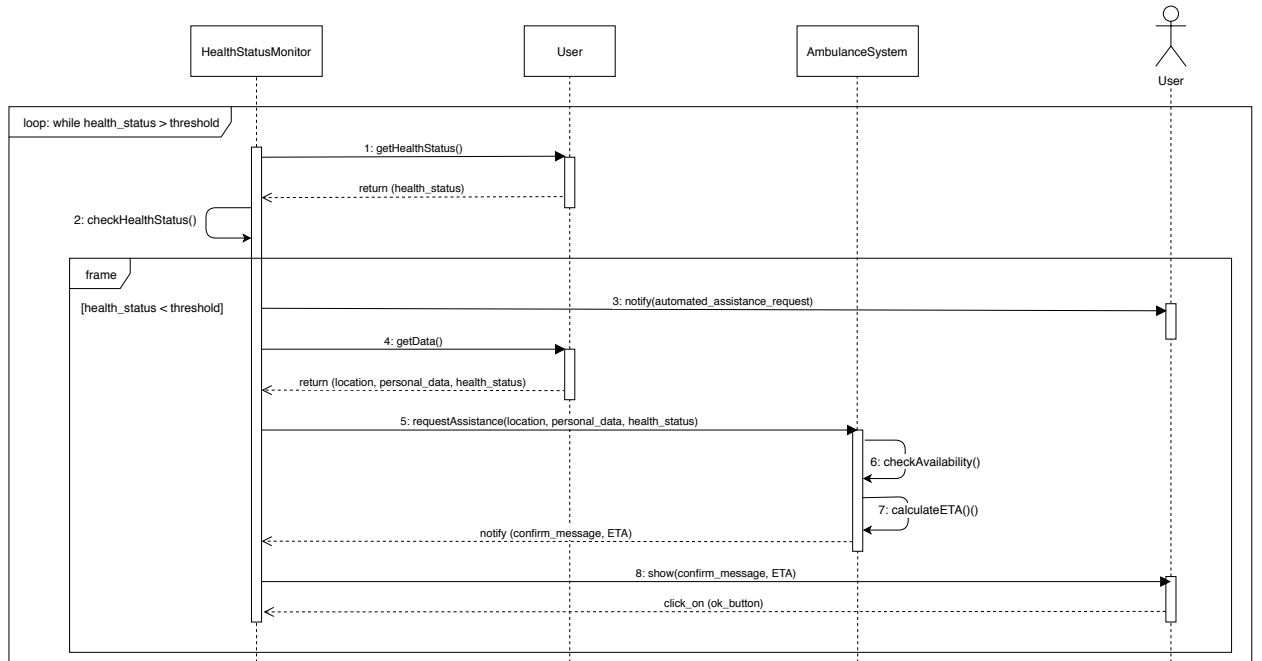 HealthStatusMonitor
User
AmbulanceSystem
User
loop: while health_status > threshold
1: getHealthStatus()
return (health_status)
2: checkHealthStatus()
frame
[health_status < threshold]
3: notify(automated_assistance_request)
4: getData()
return (location, personal_data, health_status)
5: requestAssistance(location, personal_data, health_status)
6: checkAvailability()
7: calculateETA()()
notify (confirm_message, ETA)
8: show(confirm_message, ETA)
click_on (ok_button)